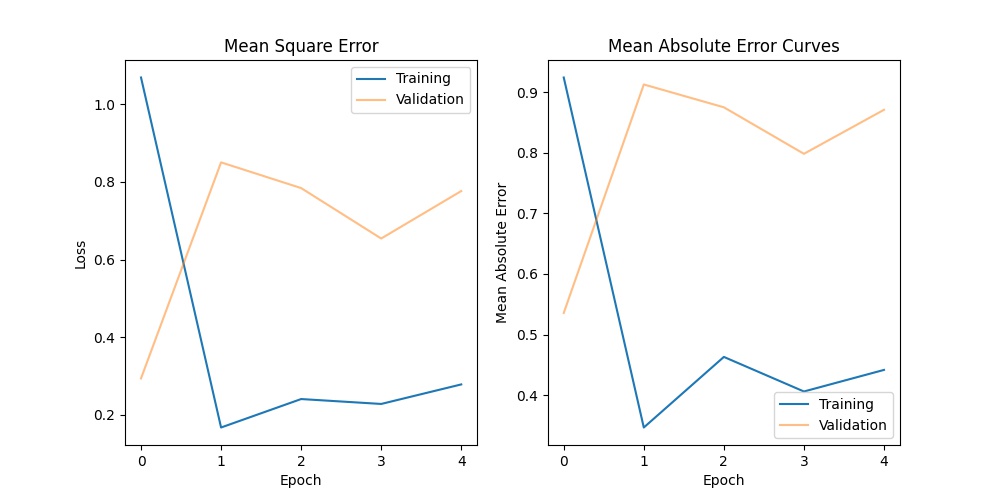 Mean Square Error
1.0
0.8
0.6
0.4
0.2
Loss
0 1 2 3 4
Epoch
Training
Validation
Mean Absolute Error Curves
0.9
0.8
0.7
0.6
0.5
0.4
Mean Absolute Error
0 1 2 3 4
Epoch
Training
Validation